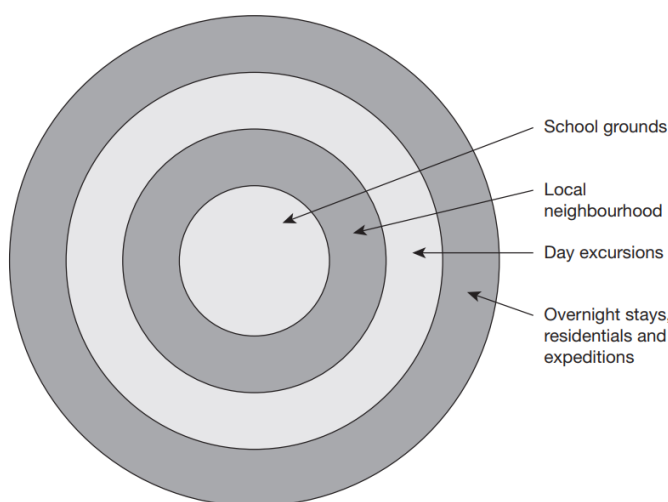 School grounds
Local
neighbourhood
Day excursions
Overnight stays,
residentials and
expeditions